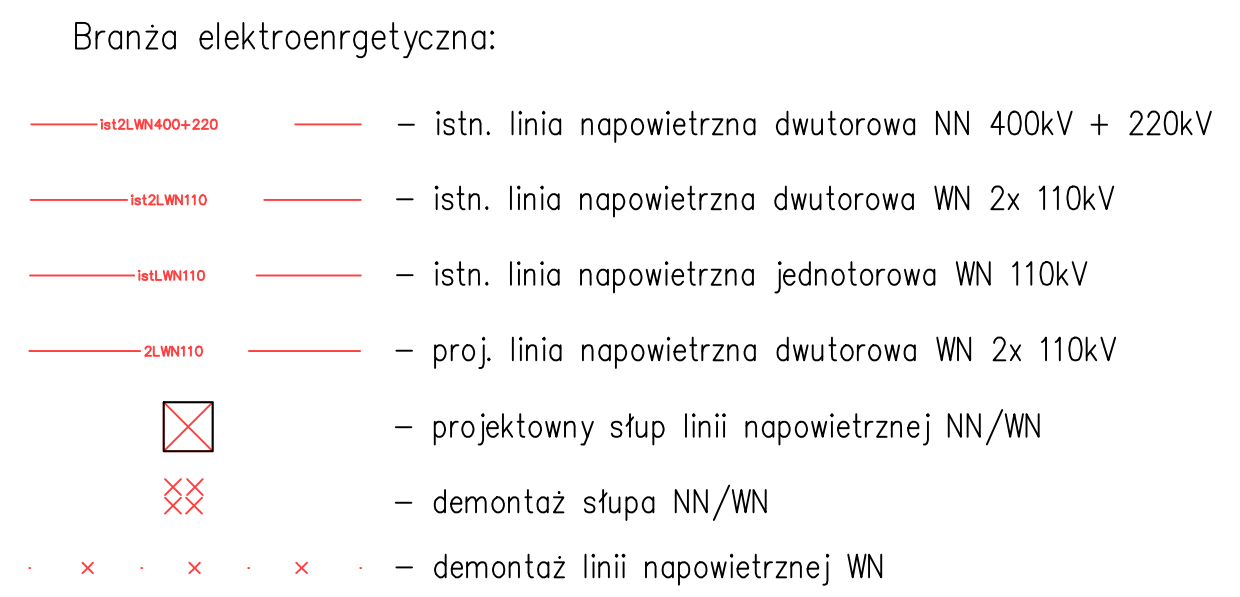 Branża elektroenrgetyczna:
ist2LWN400+220 – istn. linia napowietrzna dwutorowa NN 400kV + 220kV
ist2LWN110 – istn. linia napowietrzna dwutorowa WN 2x 110kV
istLWN110 – istn. linia napowietrzna jednotorowa WN 110kV
2LWN110 – proj. linia napowietrzna dwutorowa WN 2x 110kV
– projektowny słup linii napowietrznej NN/WN
– demontaż słupa NN/WN
– demontaż linii napowietrznej WN